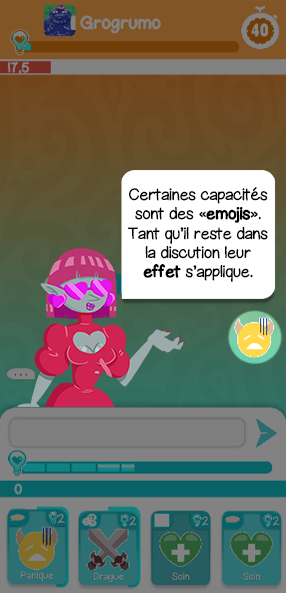 Grogrumo
40
17,5
Certaines capacités
sont des «emojis».
Tant qu'il reste dans
la discution leur
effet s'applique.
0
2
2
2
2
Panique
Drague
Soin
Soin